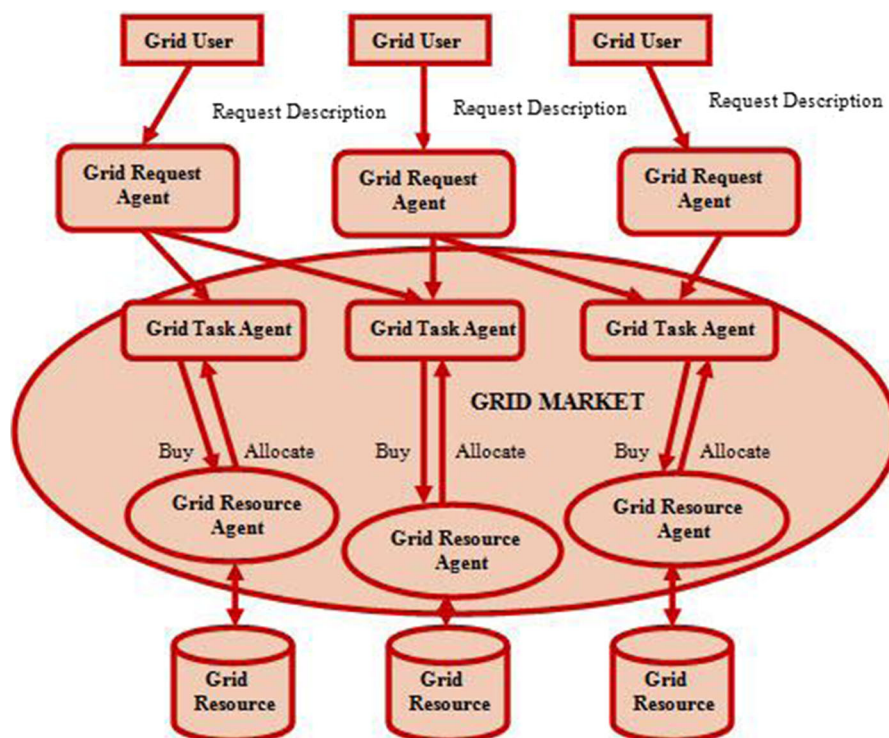 Grid User
Grid User
Grid User
Request Description
Request Description
Request Description
Grid Request
Agent
Grid Request
Agent
Grid Request
Agent
Grid Task Agent
Grid Task Agent
Grid Task Agent
GRID MARKET
Buy
Allocate
Buy
Allocate
Buy
Allocate
Grid Resource
Agent
Grid Resource
Agent
Grid Resource
Agent
Grid
Resource
Grid
Resource
Grid
Resource